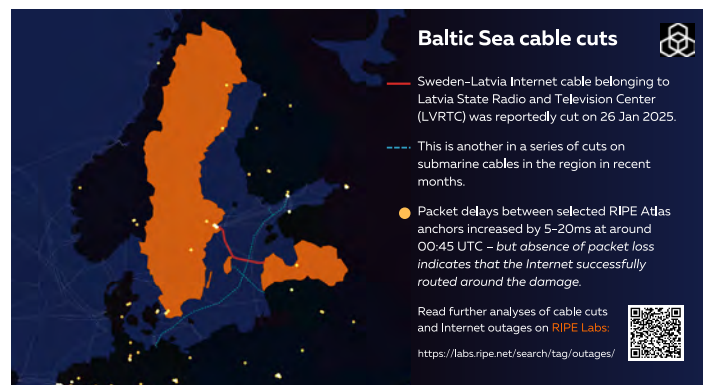 Baltic Sea cable cuts
Sweden-Latvia Internet cable belonging to
Latvia State Radio and Television Center
(LVRTC) was reportedly cut on 26 Jan 2025.
This is another in a series of cuts on
submarine cables in the region in recent
months.
Packet delays between selected RIPE Atlas
anchors increased by 5-20ms at around
00:45 UTC – but absence of packet loss
indicates that the Internet successfully
routed around the damage.
Read further analyses of cable cuts
and Internet outages on RIPE Labs:
https://labs.ripe.net/search/tag/outages/